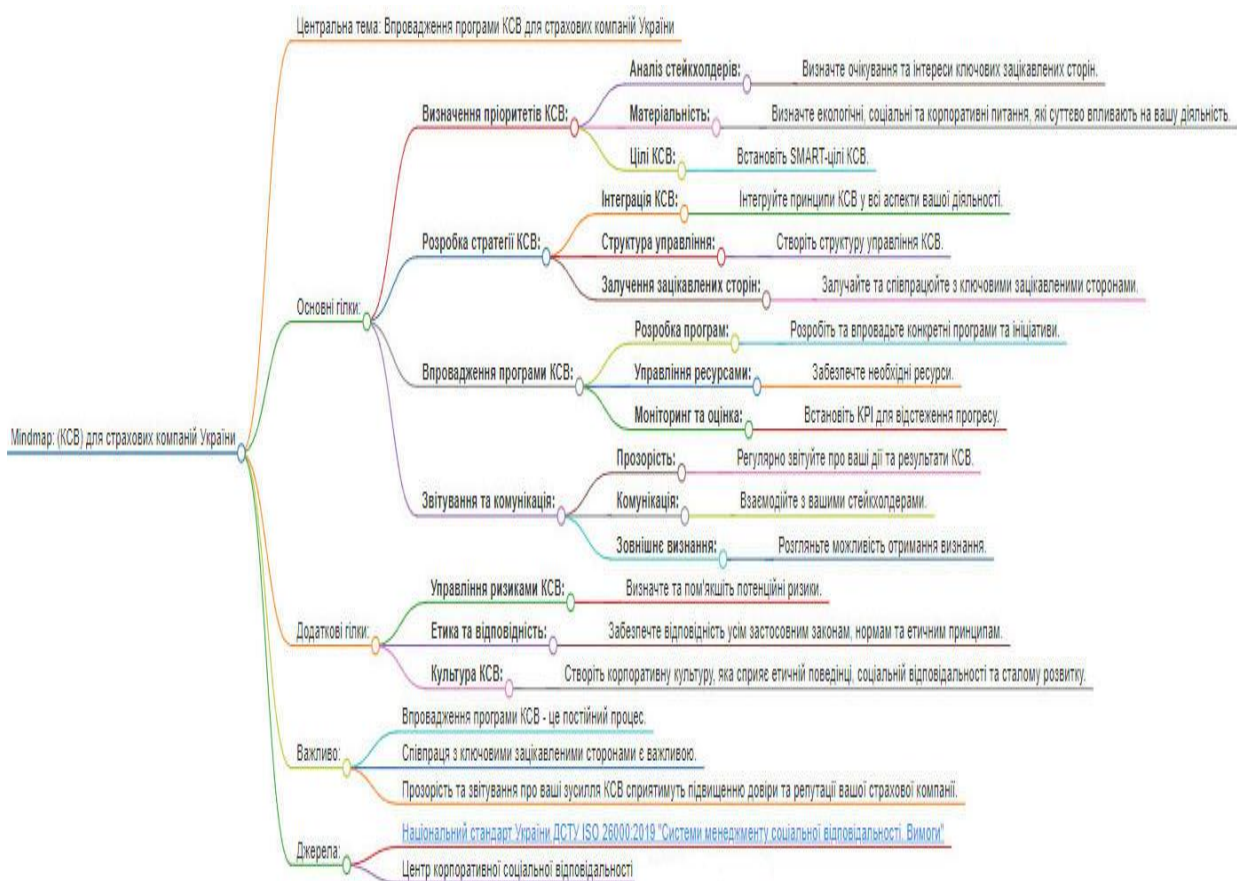 Центральна тема: Впровадження програми КСВ для страхових компаній України
Аналіз стейкхолдерів:
Визначте очікування та інтереси ключових зацікавлених сторін.
Визначення пріоритетів КСВ:
Матеріальність:
Визначте екологічні, соціальні та корпоративні питання, які суттєво впливають на вашу діяльність.
Цілі КСВ:
Встановіть SMART-цілі КСВ.
Інтеграція КСВ:
Інтегруйте принципи КСВ у всі аспекти вашої діяльності.
Розробка стратегії КСВ:
Структура управління:
Створіть структуру управління КСВ.
Залучення зацікавлених сторін:
Залучайте та співпрацюйте з ключовими зацікавленими сторонами.
Основні гілки:
Розробка програм:
Розробіть та впровадьте конкретні програми та ініціативи.
Впровадження програми КСВ:
Управління ресурсами:
Забезпечте необхідні ресурси.
Моніторинг та оцінка:
Встановіть KPI для відстеження прогресу.
Mindmap: (КСВ) для страхових компаній України
Прозорість:
Регулярно звітуйте про ваші дії та результати КСВ.
Звітування та комунікація:
Комунікація:
Взаємодійте з вашими стейкхолдерами.
Зовнішнє визнання:
Розгляньте можливість отримання визнання.
Управління ризиками КСВ:
Визначте та пом'якшіть потенційні ризики.
Додаткові гілки:
Етика та відповідність:
Забезпечте відповідність усім застосовним законам, нормам та етичним принципам.
Культура КСВ:
Створіть корпоративну культуру, яка сприяє етичній поведінці, соціальній відповідальності та сталому розвитку.
Впровадження програми КСВ - це постійний процес.
Важливо:
Співпраця з ключовими зацікавленими сторонами є важливою.
Прозорість та звітування про ваші зусилля КСВ сприятимуть підвищенню довіри та репутації вашої страхової компанії.
Національний стандарт України ДСТУ ISO 26000:2019 "Системи менеджменту соціальної відповідальності. Вимоги"
Джерела:
Центр корпоративної соціальної відповідальності